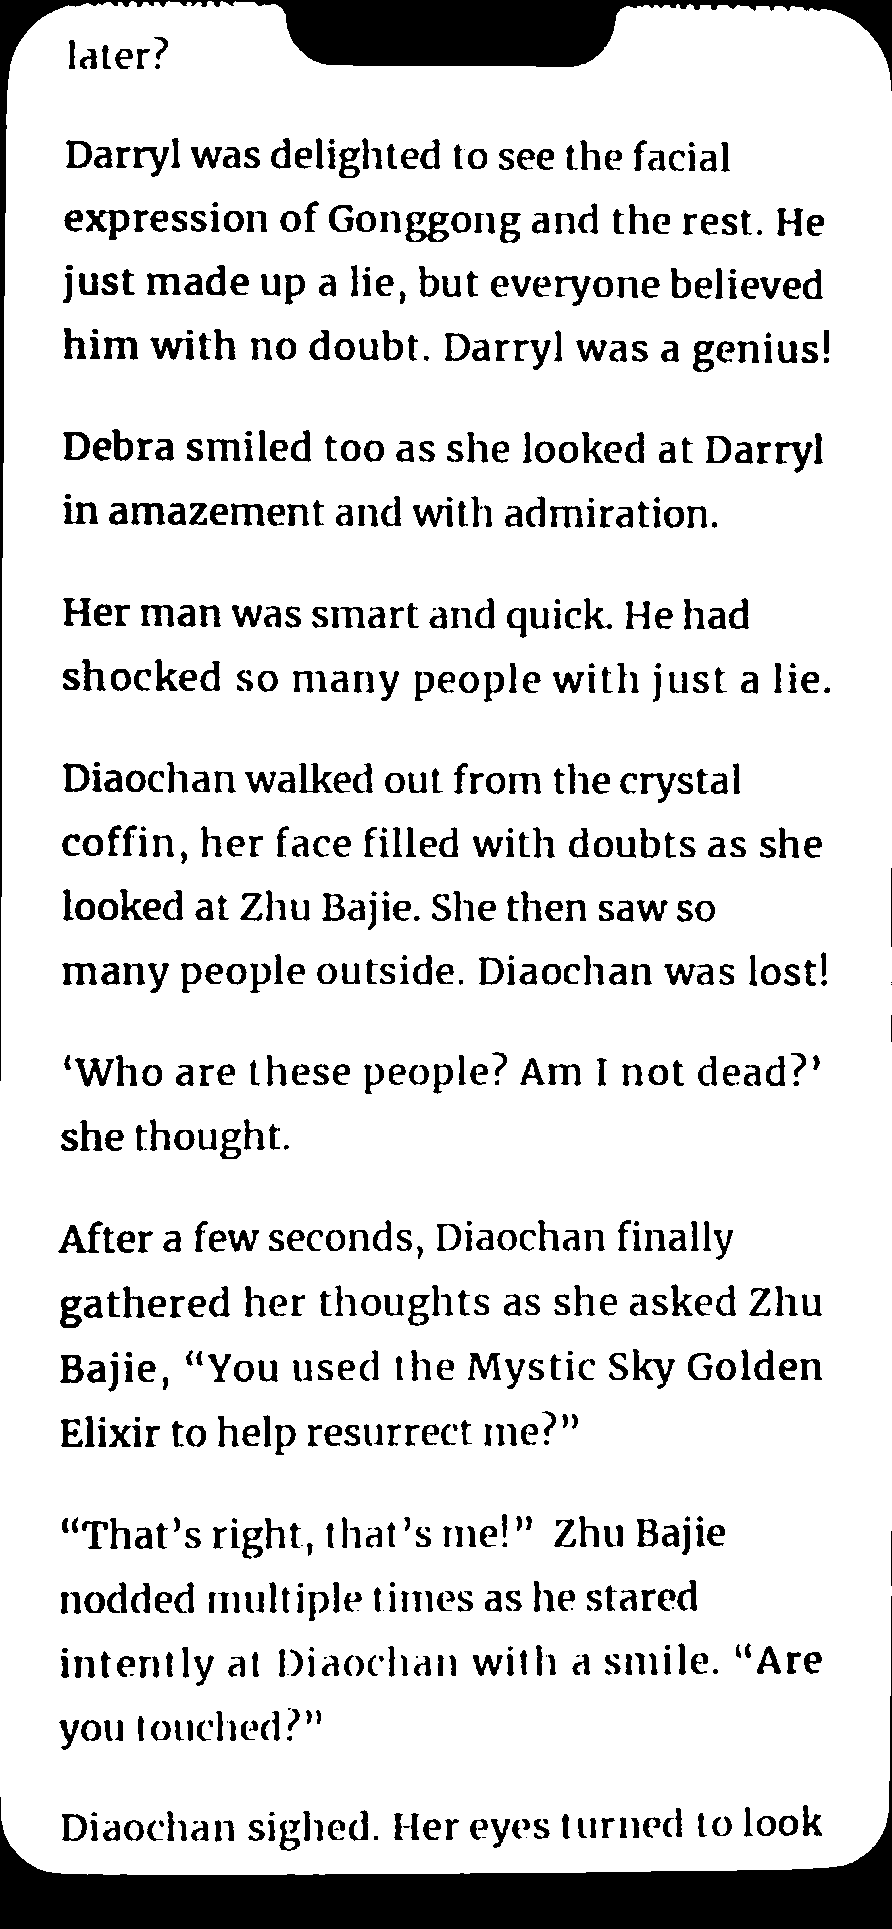 later?
Darryl was delighted to see the facial
expression of Gonggong and the rest. He
just made up a lie, but everyone believed
him with no doubt. Darryl was a genius!
Debra smiled too as she looked at Darryl
in amazement and with admiration.
Her man was smart and quick. He had
shocked so many people with just a lie.
Diaochan walked out from the crystal
coffin, her face filled with doubts as she
looked at Zhu Bajie. She then saw so
many people outside. Diaochan was lost!
‘Who are these people? Am I not dead?’
she thought.
After a few seconds, Diaochan finally
gathered her thoughts as she asked Zhu
Bajie, “You used the Mystic Sky Golden
Elixir to help resurrect me?”
“That’s right, that’s me!” Zhu Bajie
nodded multiple times as he stared
intently at Diaochan with a smile. “Are
you touched?”
Diaochan sighed. Her eyes turned to look